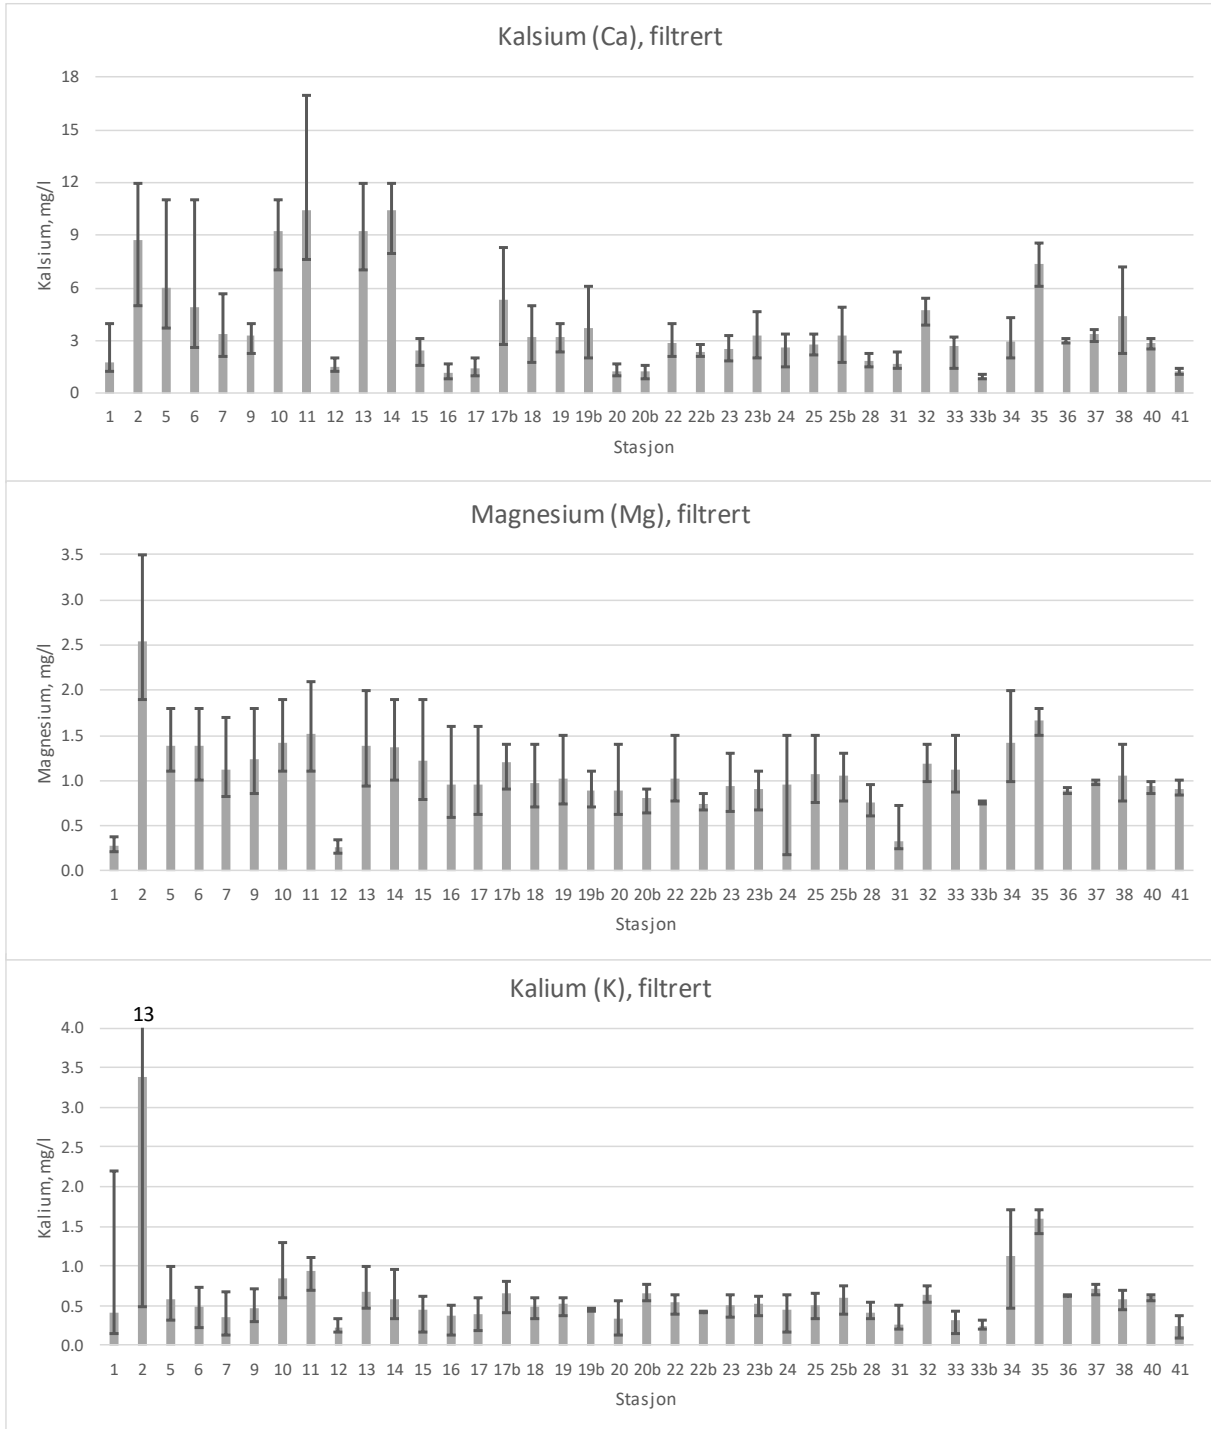 Kalsium (Ca), filtrert
Kalsium, mg/l
18
15
12
9
6
3
0
1 2 5 6 7 9 10 11 12 13 14 15 16 17 17b 18 19 19b 20 20b 22 22b 23 23b 24 25 25b 28 31 32 33 33b 34 35 36 37 38 40 41
Stasjon
Magnesium (Mg), filtrert
Magnesium, mg/l
3.5
3.0
2.5
2.0
1.5
1.0
0.5
0.0
1 2 5 6 7 9 10 11 12 13 14 15 16 17 17b 18 19 19b 20 20b 22 22b 23 23b 24 25 25b 28 31 32 33 33b 34 35 36 37 38 40 41
Stasjon
Kalium (K), filtrert
13
Kalium, mg/l
4.0
3.5
3.0
2.5
2.0
1.5
1.0
0.5
0.0
1 2 5 6 7 9 10 11 12 13 14 15 16 17 17b 18 19 19b 20 20b 22 22b 23 23b 24 25 25b 28 31 32 33 33b 34 35 36 37 38 40 41
Stasjon